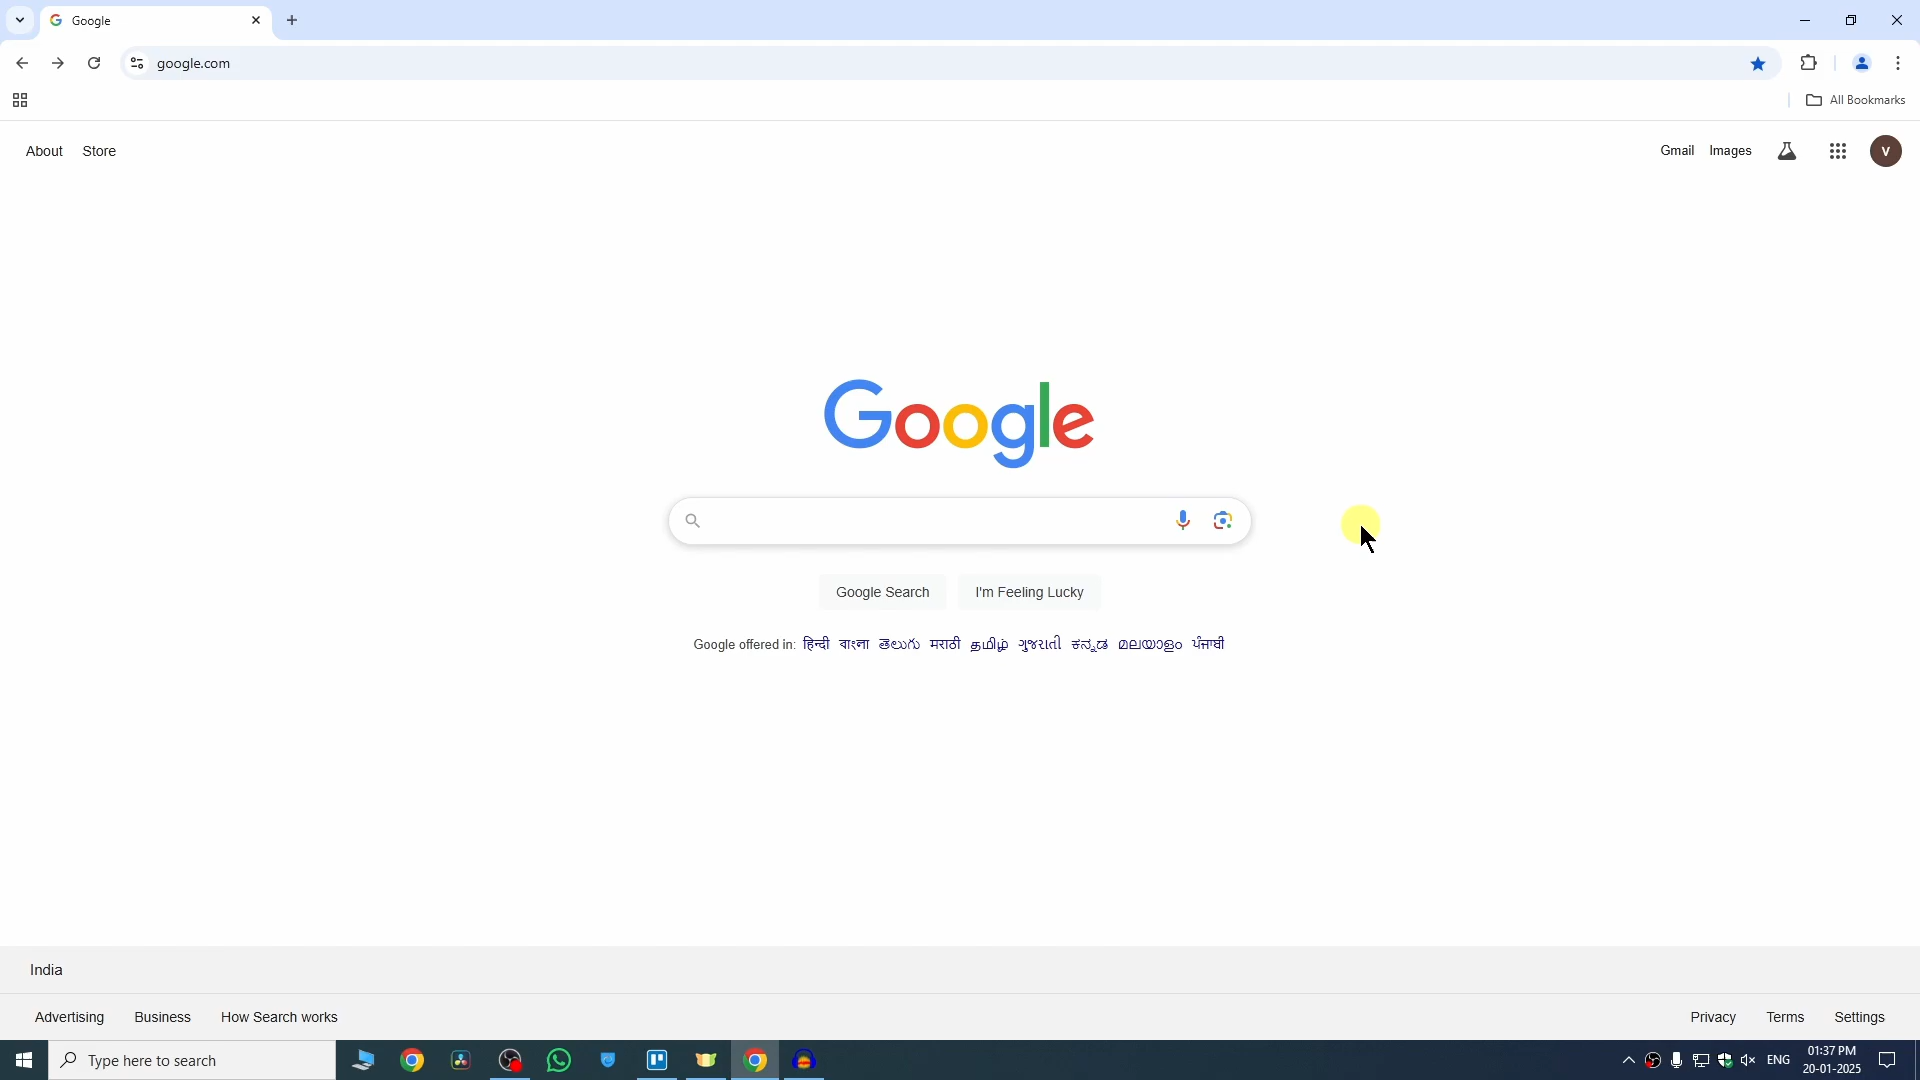 Google
google.com
All Bookmarks
About Store
Gmail Images
V
Google
Google Search I'm Feeling Lucky
Google offered in: हिन्दी বাংলা తెలుగు मराठी தமிழ் ગુજરાતી ಕನ್ನಡ മലയാളം ਪੰਜਾਬੀ
India
Advertising Business How Search works
Privacy Terms Settings
Type here to search
ENG
01:37 PM
20-01-2025